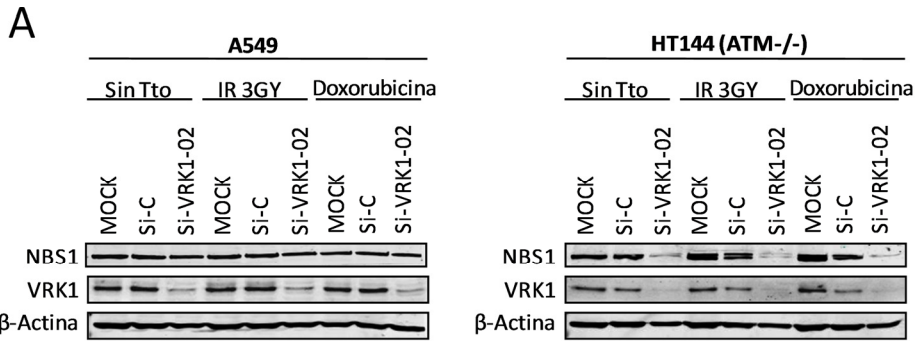 A
A549
Sin Tto IR 3GY Doxorubicina
MOCK Si-C Si-VRK1-02 MOCK Si-C Si-VRK1-02 MOCK Si-C Si-VRK1-02
NBS1
VRK1
β-Actina
HT144 (ATM-/-)
Sin Tto IR 3GY Doxorubicina
MOCK Si-C Si-VRK1-02 MOCK Si-C Si-VRK1-02 MOCK Si-C Si-VRK1-02
NBS1
VRK1
β-Actina